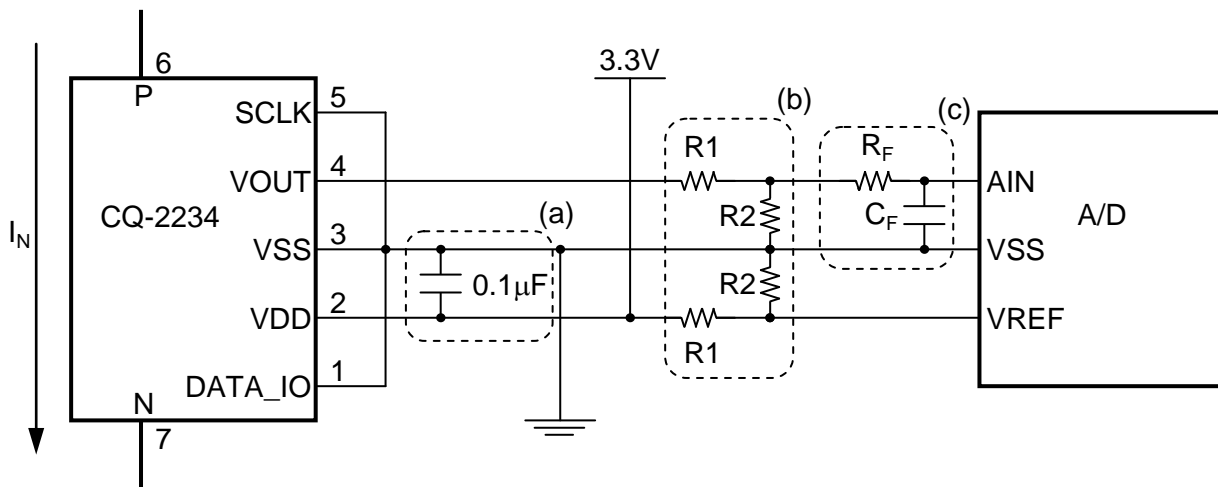 3.3V
6
P
(b)
(c)
SCLK
5
R1
RF
VOUT
4
AIN
CQ-2234
R2
CF
A/D
IN
(a)
VSS
3
VSS
0.1μF
R2
VDD
2
VREF
R1
DATA_IO
1
N
7